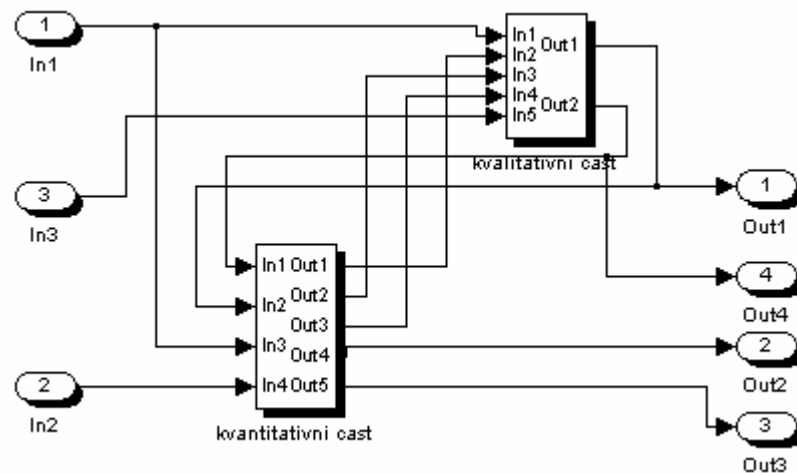 1
In1
3
In3
2
In2
In1
In2
In3
In4
In5
Out1
Out2
kvalitativni cast
In1
In2
In3
In4
Out1
Out2
Out3
Out4
Out5
kvantitativni cast
1
Out1
4
Out4
2
Out2
3
Out3